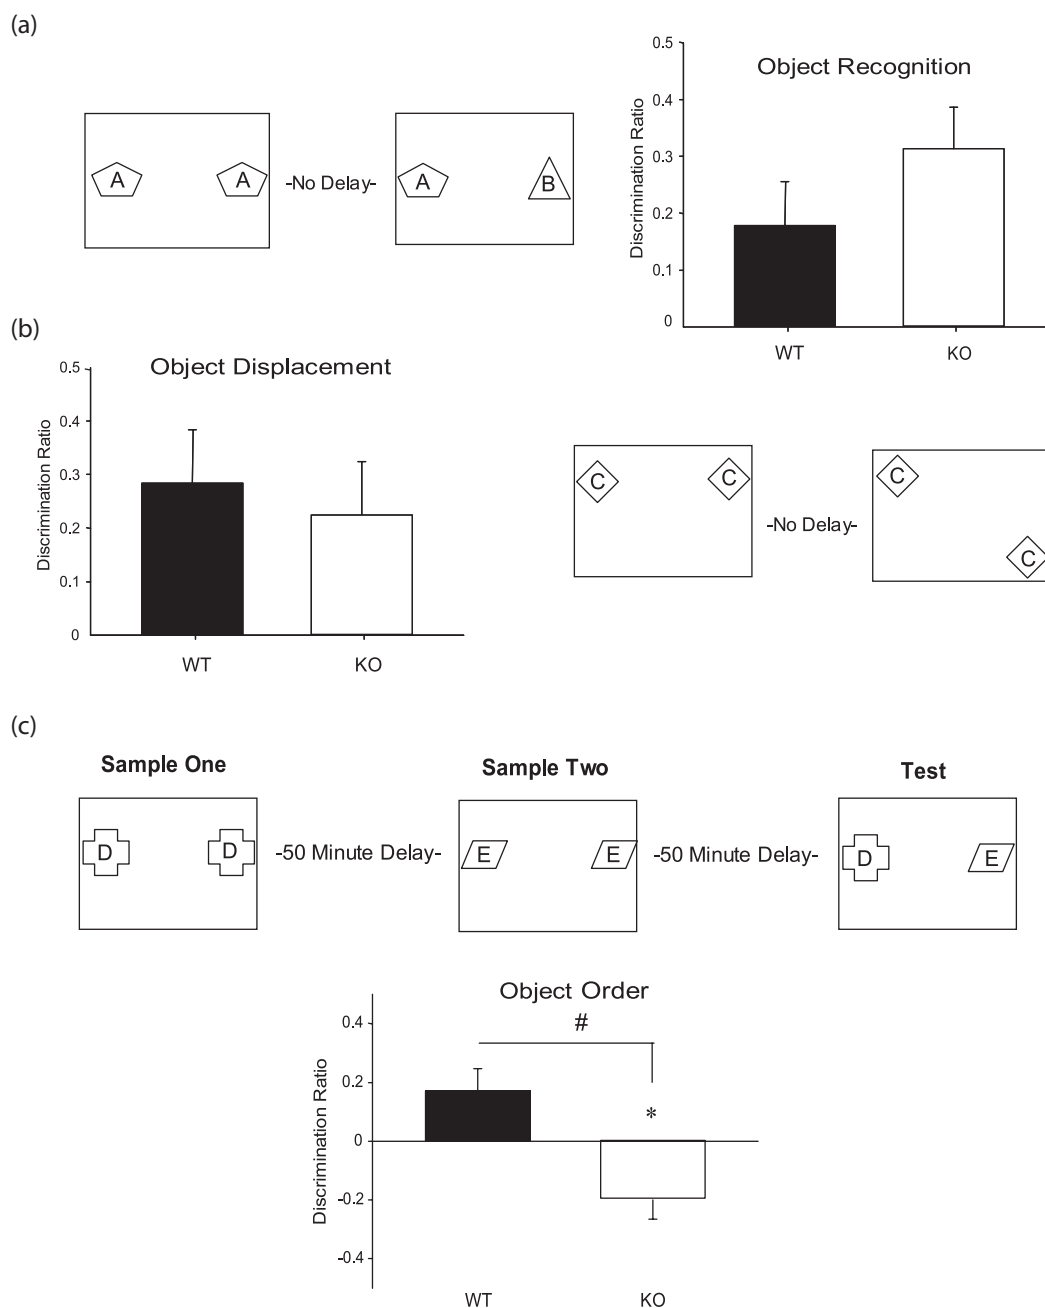 (a)
Object Recognition
Discrimination Ratio
0.5
0.4
0.3
0.2
0.1
0
WT KO
A A -No Delay- A B
(b)
Object Displacement
Discrimination Ratio
0.5
0.4
0.3
0.2
0.1
0
WT KO
C C -No Delay- C C
(c)
Sample One Sample Two Test
D D -50 Minute Delay- E E -50 Minute Delay- D E
Object Order
Discrimination Ratio
0.4
0.2
0
-0.2
-0.4
#
*
WT KO